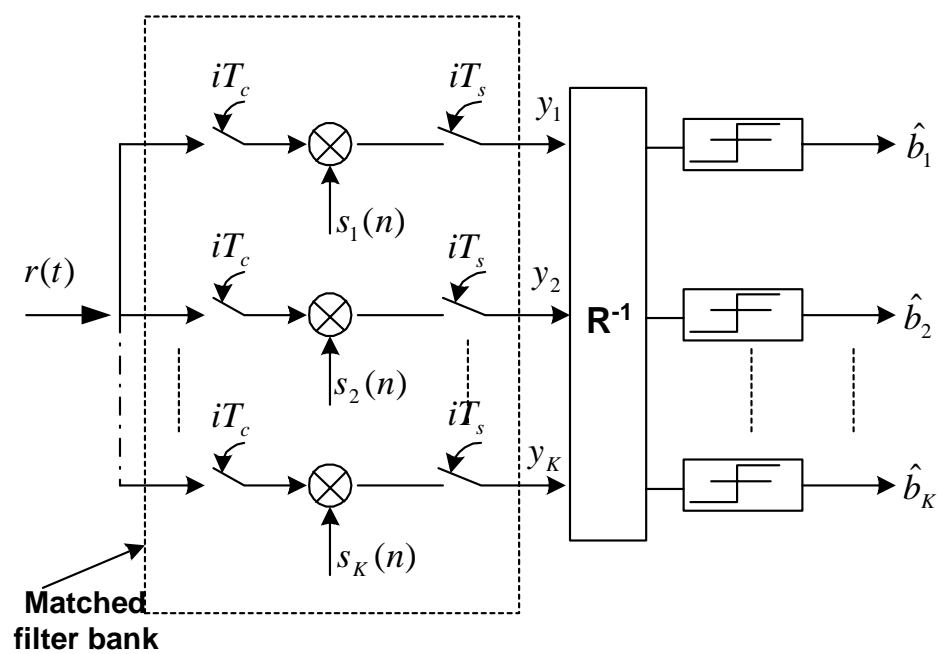 iT_c
iT_s
y_1
b̂_1
s_1(n)
r(t)
iT_c
iT_s
y_2
R^-1
b̂_2
s_2(n)
iT_c
iT_s
y_K
b̂_K
s_K(n)
Matched
filter bank